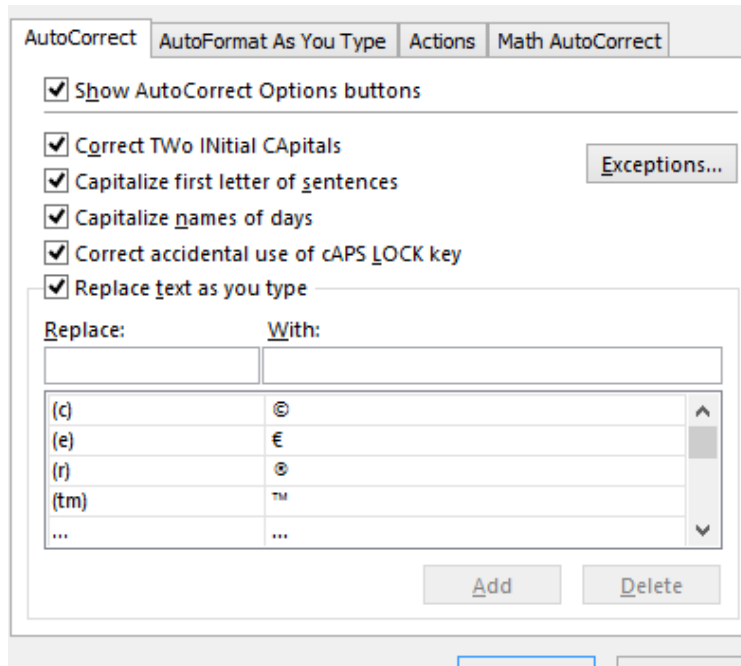 AutoCorrect AutoFormat As You Type Actions Math AutoCorrect
Show AutoCorrect Options buttons
Correct TWo INitial CApitals
Exceptions...
Capitalize first letter of sentences
Capitalize names of days
Correct accidental use of cAPS LOCK key
Replace text as you type
Replace: With:
(c) ©
(e) €
(r) ®
(tm) ™
... ...
Add Delete